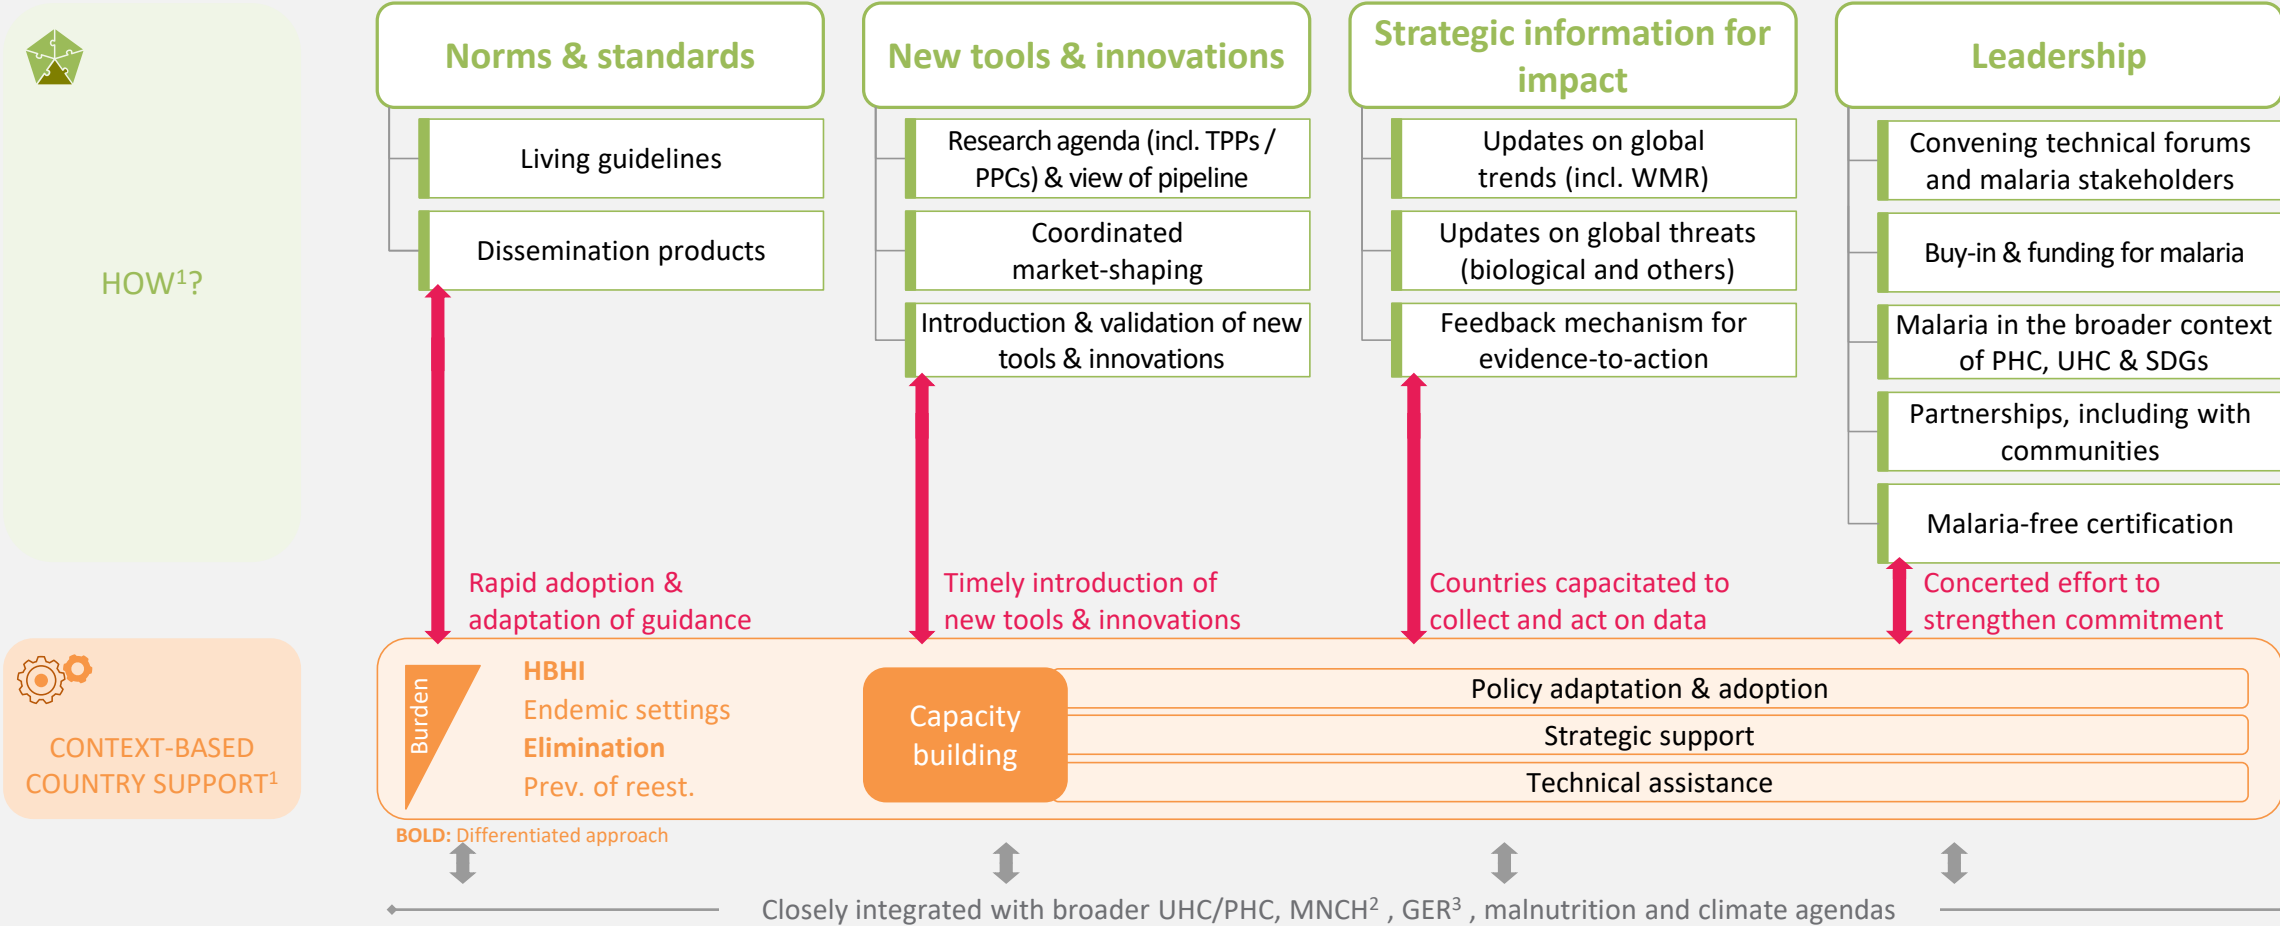 HOW¹?
Norms & standards
Living guidelines
Dissemination products
New tools & innovations
Research agenda (incl. TPPs /
PPCs) & view of pipeline
Coordinated
market-shaping
Introduction & validation of new
tools & innovations
Strategic information for
impact
Updates on global
trends (incl. WMR)
Updates on global threats
(biological and others)
Feedback mechanism for
evidence-to-action
Leadership
Convening technical forums
and malaria stakeholders
Buy-in & funding for malaria
Malaria in the broader context
of PHC, UHC & SDGs
Partnerships, including with
communities
Malaria-free certification
Rapid adoption &
adaptation of guidance
Timely introduction of
new tools & innovations
Countries capacitated to
collect and act on data
Concerted effort to
strengthen commitment
CONTEXT-BASED
COUNTRY SUPPORT¹
Burden
HBHI
Endemic settings
Elimination
Prev. of reest.
Capacity
building
Policy adaptation & adoption
Strategic support
Technical assistance
BOLD: Differentiated approach
Closely integrated with broader UHC/PHC, MNCH² , GER³ , malnutrition and climate agendas